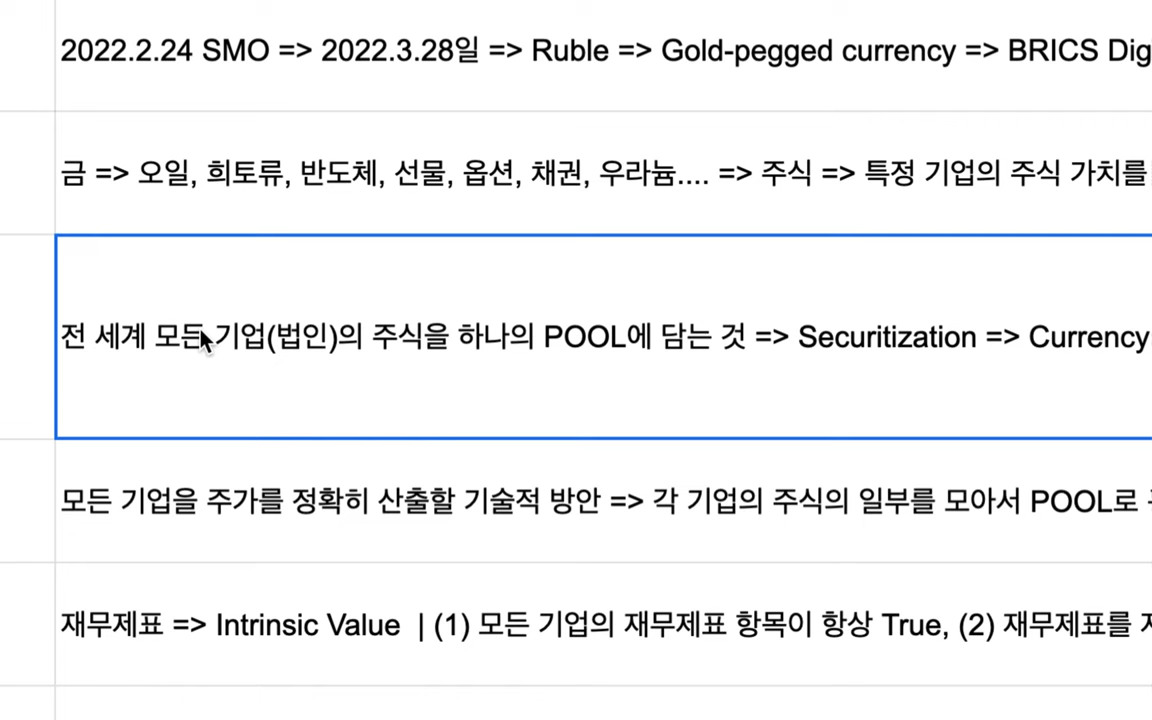 2022.2.24 SMO => 2022.3.28일 => Ruble => Gold-pegged currency => BRICS Dig
금 => 오일, 희토류, 반도체, 선물, 옵션, 채권, 우라늄.... => 주식 => 특정 기업의 주식 가치를
전 세계 모든 기업(법인)의 주식을 하나의 POOL에 담는 것 => Securitization => Currency
모든 기업을 주가를 정확히 산출할 기술적 방안 => 각 기업의 주식의 일부를 모아서 POOL로
재무제표 => Intrinsic Value | (1) 모든 기업의 재무제표 항목이 항상 True, (2) 재무제표를